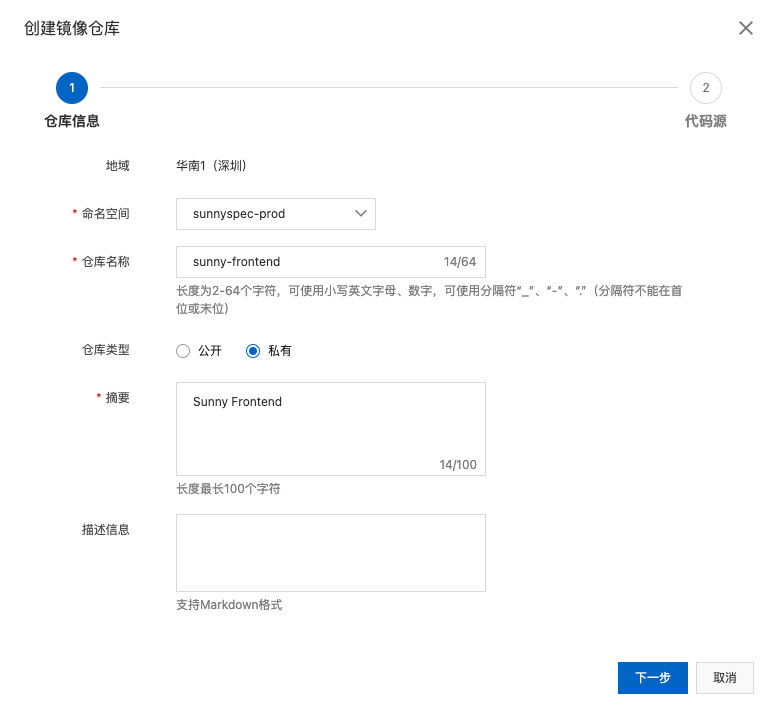 创建镜像仓库
1
2
仓库信息
代码源
地域
华南1（深圳）
* 命名空间
sunnyspec-prod
* 仓库名称
sunny-frontend
14/64
长度为2-64个字符，可使用小写英文字母、数字，可使用分隔符“_”、“-”、“.”（分隔符不能在首
位或末位）
仓库类型
公开
私有
* 摘要
Sunny Frontend
14/100
长度最长100个字符
描述信息
支持Markdown格式
下一步
取消